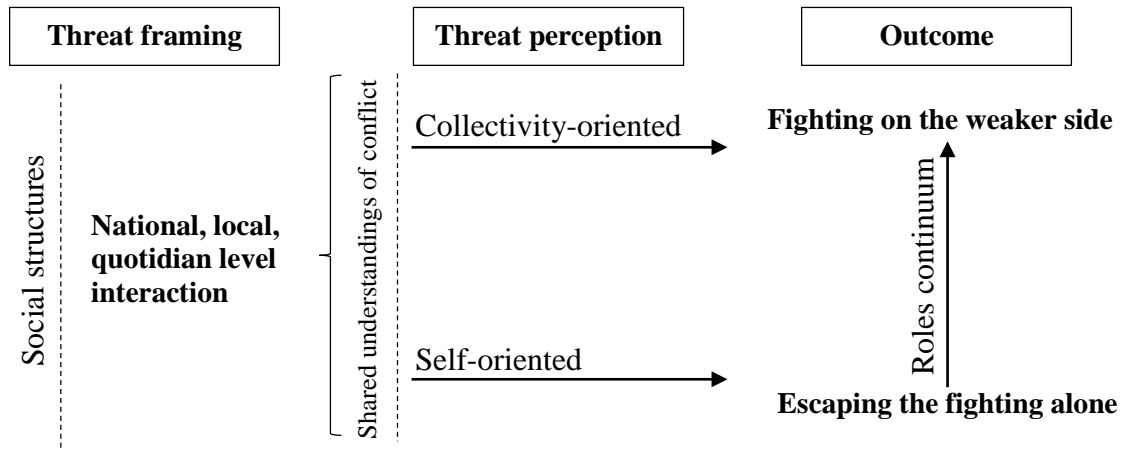 Threat framing
Threat perception
Outcome
Social structures
National, local,
quotidian level
interaction
Shared understandings of conflict
Collectivity-oriented
Self-oriented
Fighting on the weaker side
Roles continuum
Escaping the fighting alone